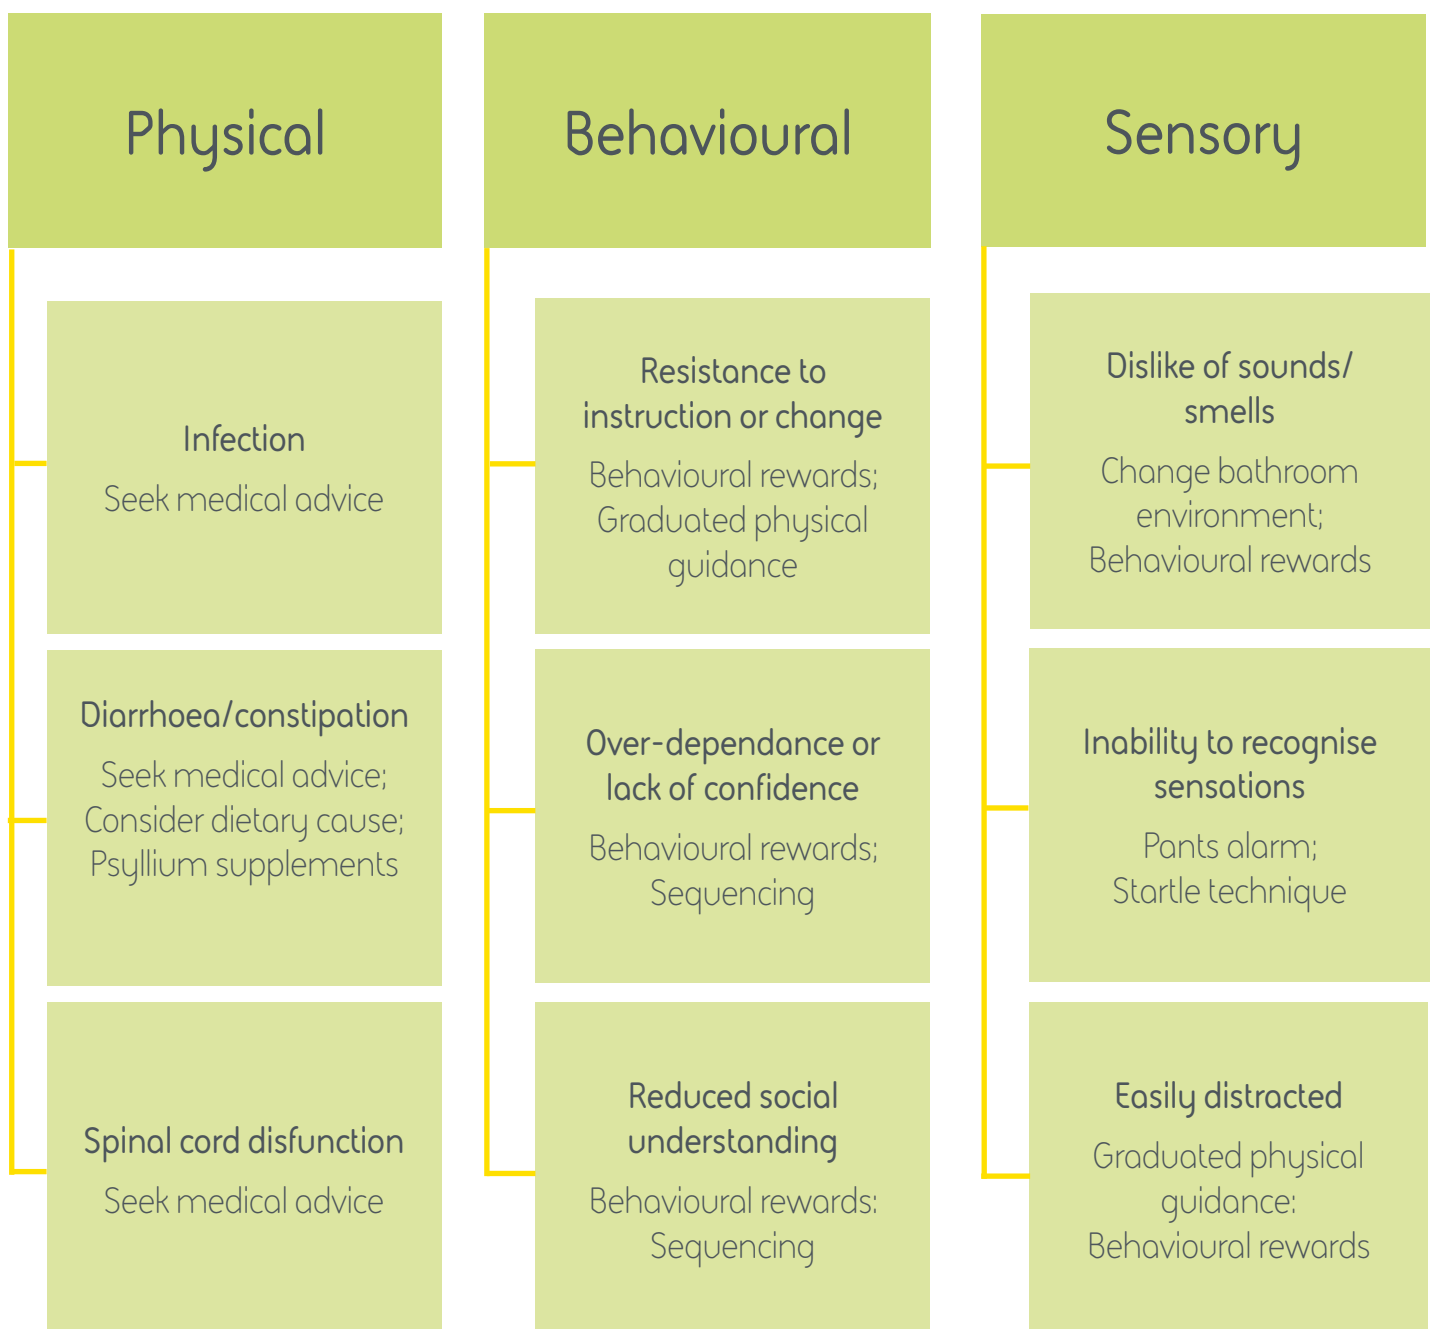 Physical
Infection
Seek medical advice
Diarrhoea/constipation
Seek medical advice;
Consider dietary cause;
Psyllium supplements
Spinal cord disfunction
Seek medical advice
Behavioural
Resistance to
instruction or change
Behavioural rewards;
Graduated physical
guidance
Over-dependance or
lack of confidence
Behavioural rewards;
Sequencing
Reduced social
understanding
Behavioural rewards:
Sequencing
Sensory
Dislike of sounds/
smells
Change bathroom
environment;
Behavioural rewards
Inability to recognise
sensations
Pants alarm;
Startle technique
Easily distracted
Graduated physical
guidance:
Behavioural rewards